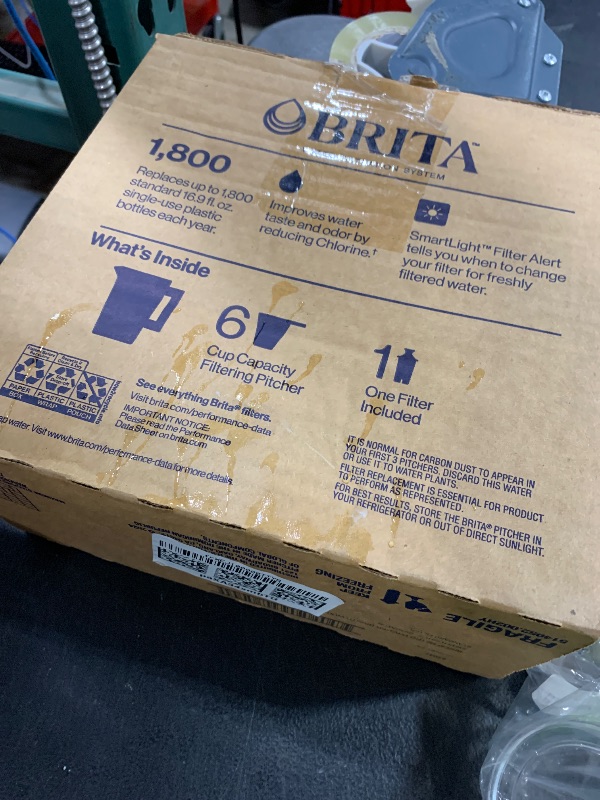 BRITA™
SYSTEM
1,800
Replaces up to 1,800
standard 16.9 fl. oz.
single-use plastic
bottles each year.
Improves water
taste and odor by
reducing Chlorine.†
SmartLight™ Filter Alert
tells you when to change
your filter for freshly
filtered water.
What's Inside
6
Cup Capacity
Filtering Pitcher
1
One Filter
Included
PAPER PLASTIC PLASTIC
BOX WRAP POUCH
See everything Brita® filters.
Visit brita.com/performance-data
IMPORTANT NOTICE:
Please read the Performance
Data Sheet on brita.com
water. Visit www.brita.com/performance-data for more details.
IT IS NORMAL FOR CARBON DUST TO APPEAR IN
YOUR FIRST 3 PITCHERS, DISCARD THIS WATER
OR USE IT TO WATER PLANTS.
FILTER REPLACEMENT IS ESSENTIAL FOR PRODUCT
TO PERFORM AS REPRESENTED.
FOR BEST RESULTS, STORE THE BRITA® PITCHER IN
YOUR REFRIGERATOR OR OUT OF DIRECT SUNLIGHT.
KEEP
FROM
FREEZING
FRAGILE